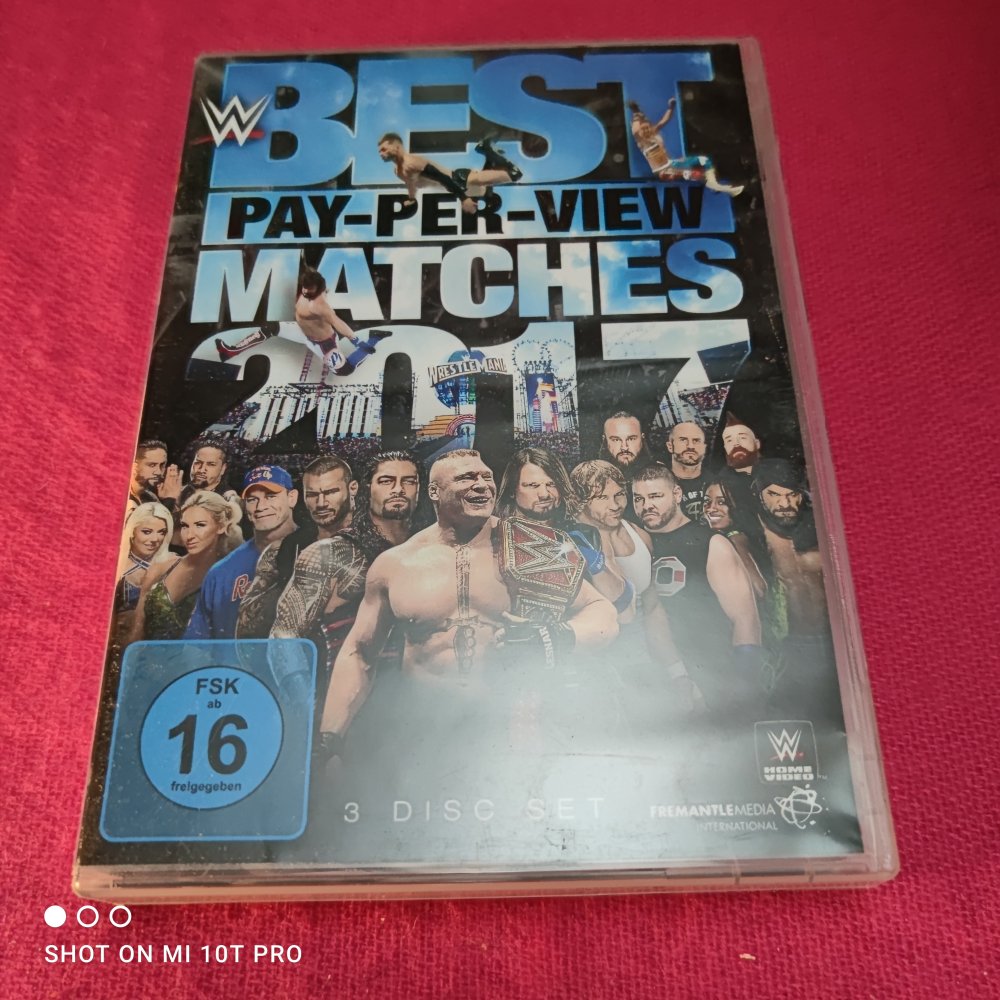 W
BEST
PAY-PER-VIEW
MATCHES
2017
WRESTLEMANIA
FSK
ab
16
freigegeben
3 DISC SET
W
HOME
VIDEO
TM
FREMANTLEMEDIA
INTERNATIONAL
SHOT ON MI 10T PRO